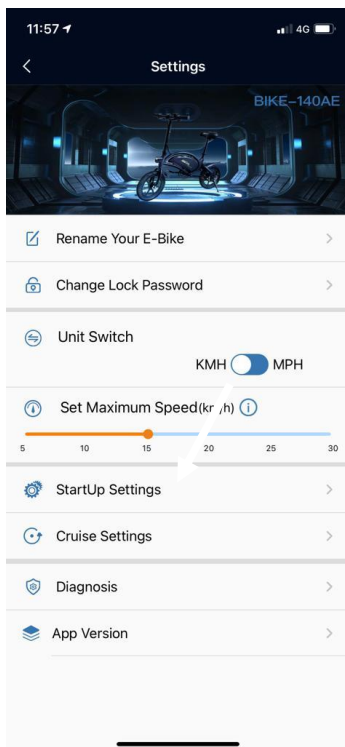 11:57
4G
Settings
BIKE-140AE
Rename Your E-Bike
Change Lock Password
Unit Switch
KMH MPH
Set Maximum Speed
5 10 15 20 25 30
StartUp Settings
Cruise Settings
Diagnosis
App Version